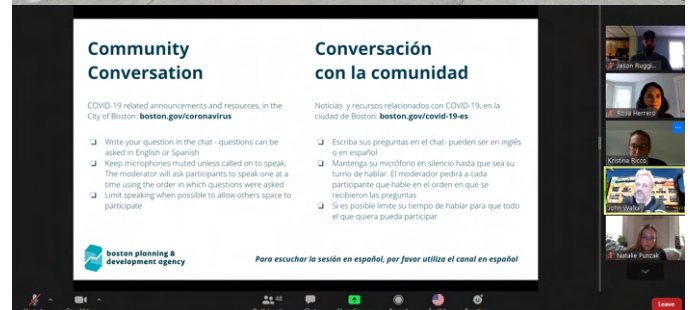 Community
Conversation
COVID-19 related announcements and resources, in the
City of Boston: boston.gov/coronavirus
❑ Write your question in the chat - questions can be
asked in English or Spanish
❑ Keep microphones muted unless called on to speak.
The moderator will ask participants to speak one at a
time using the order in which questions were asked
❑ Limit speaking when possible to allow others space to
participate
Conversación
con la comunidad
Noticias y recursos relacionados con COVID-19, en la
ciudad de Boston: boston.gov/covid-19-es
❑ Escriba sus preguntas en el chat- pueden ser en inglés
o en español
❑ Mantenga su micrófono en silencio hasta que sea su
turno de hablar. El moderador pedirá a cada
participante que hable en el orden en que se
recibieron las preguntas
❑ Si es posible limite su tiempo de hablar para que todo
el que quiera pueda participar
boston planning &
development agency
Para escuchar la sesión en español, por favor utiliza el canal en español
Jason Ruggi...
Rosa Herrero
Kristina Ricco
John Walkey
Natalie Punzak
48
Leave